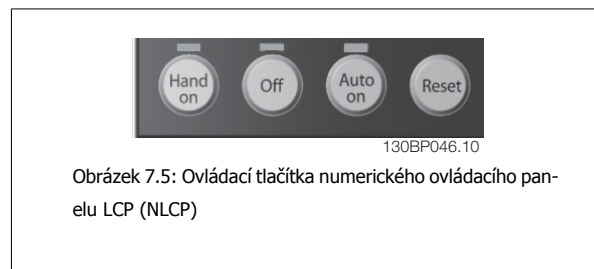 Hand
on
Off
Auto
on
Reset
130BP046.10
Obrázek 7.5: Ovládací tlačítka numerického ovládacího pan-
elu LCP (NLCP)